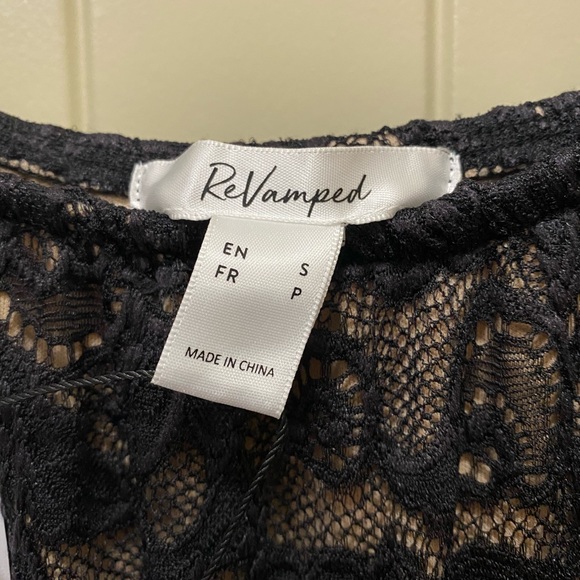 ReVamped
EN S
FR P
MADE IN CHINA